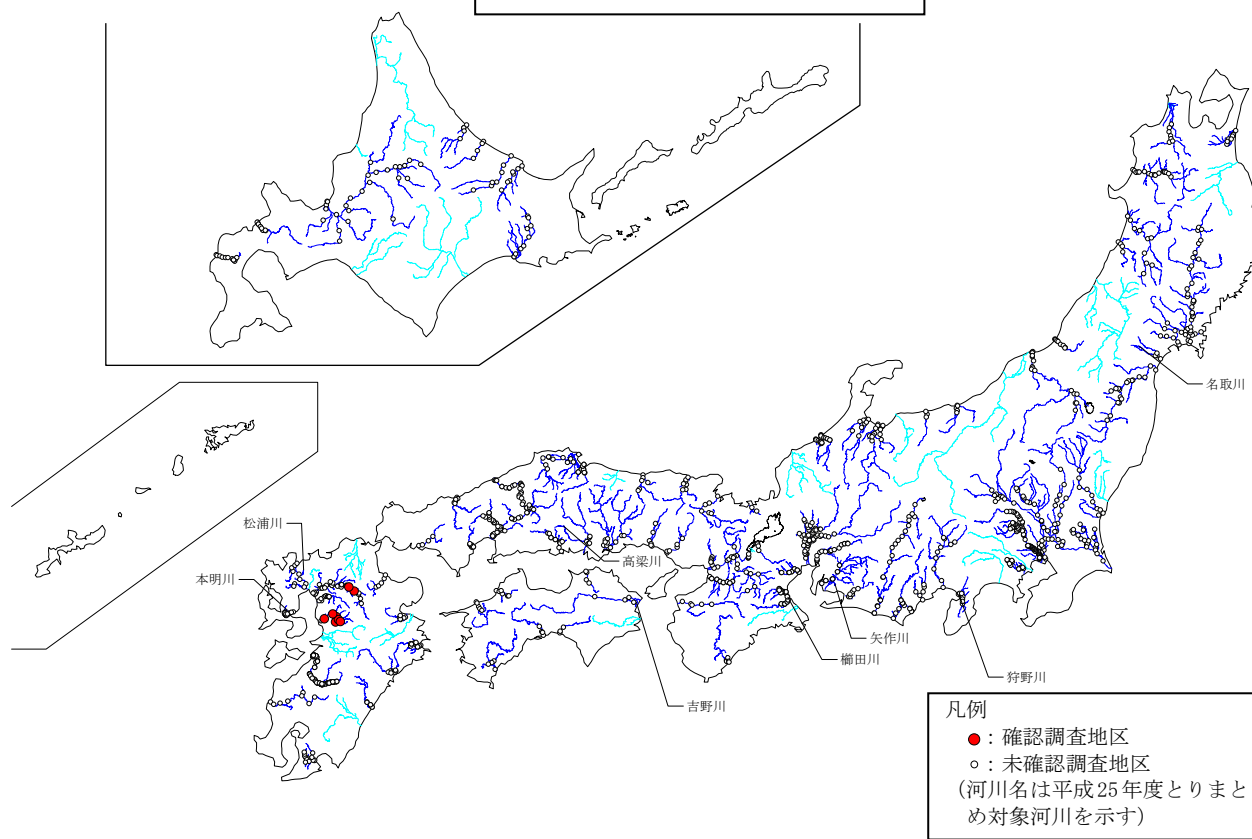 名取川
松浦川
本明川
高梁川
矢作川
櫛田川
狩野川
吉野川
凡例
●：確認調査地区
○：未確認調査地区
(河川名は平成25年度とりまと
め対象河川を示す)